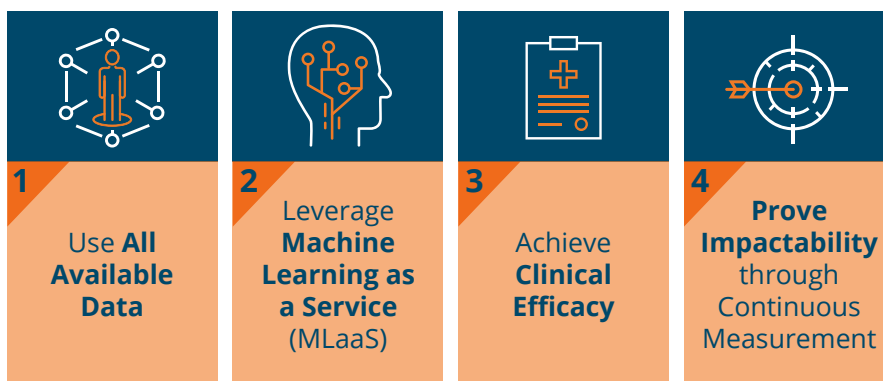 1
Use All
Available
Data
2
Leverage
Machine
Learning as
a Service
(MLaaS)
3
Achieve
Clinical
Efficacy
4
Prove
Impactability
through
Continuous
Measurement